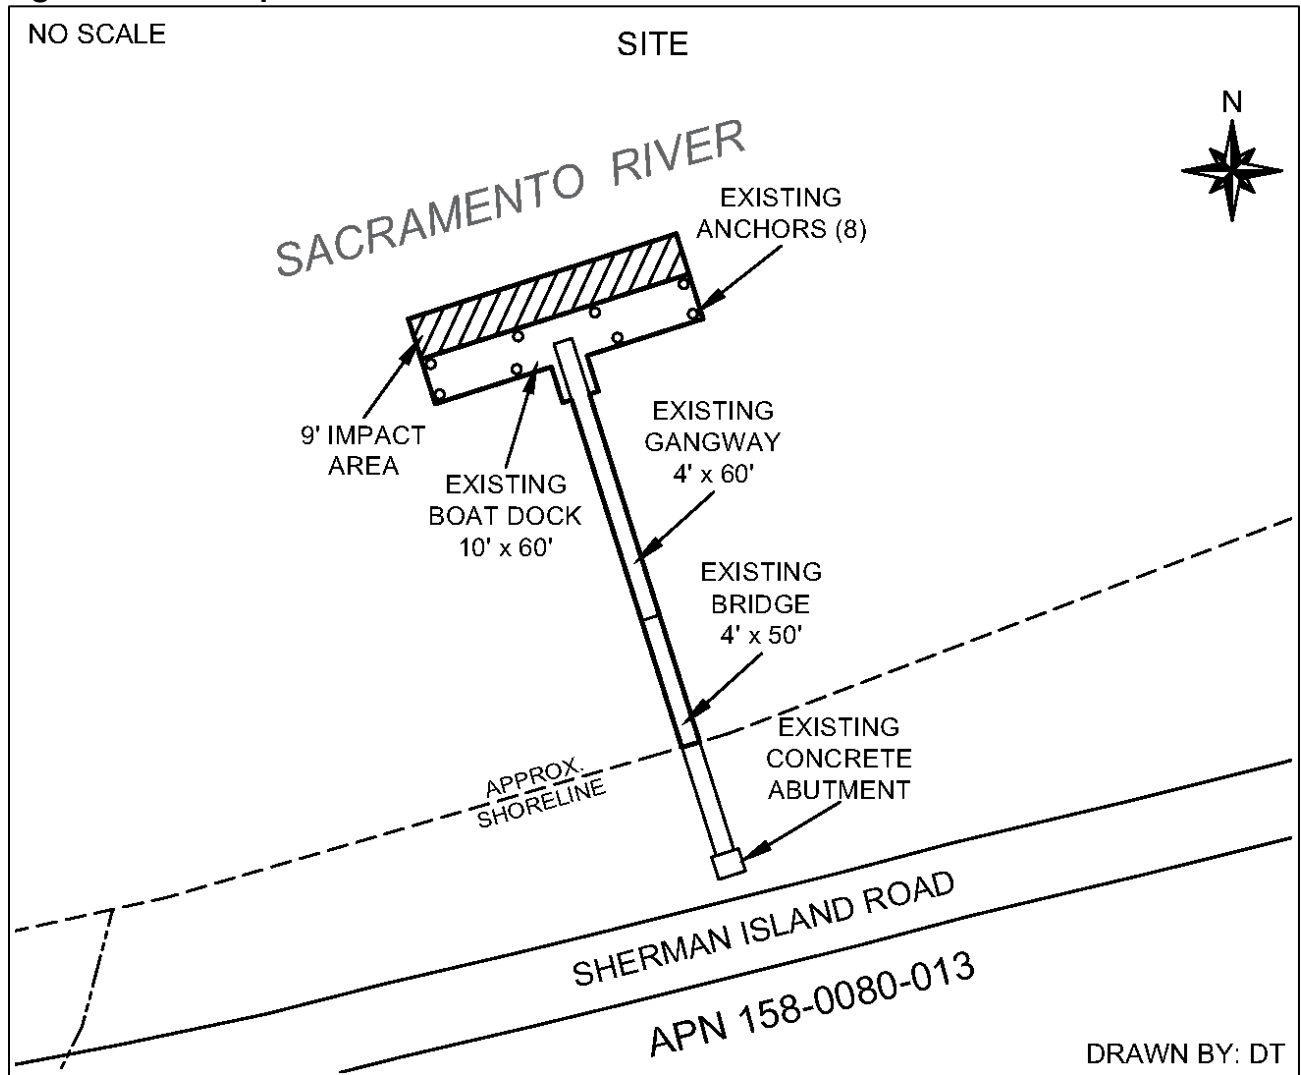 NO SCALE
SITE
N
SACRAMENTO RIVER
EXISTING
ANCHORS (8)
9' IMPACT
AREA
EXISTING
BOAT DOCK
10' x 60'
EXISTING
GANGWAY
4' x 60'
EXISTING
BRIDGE
4' x 50'
EXISTING
CONCRETE
ABUTMENT
APPROX.
SHORELINE
SHERMAN ISLAND ROAD
APN 158-0080-013
DRAWN BY: DT